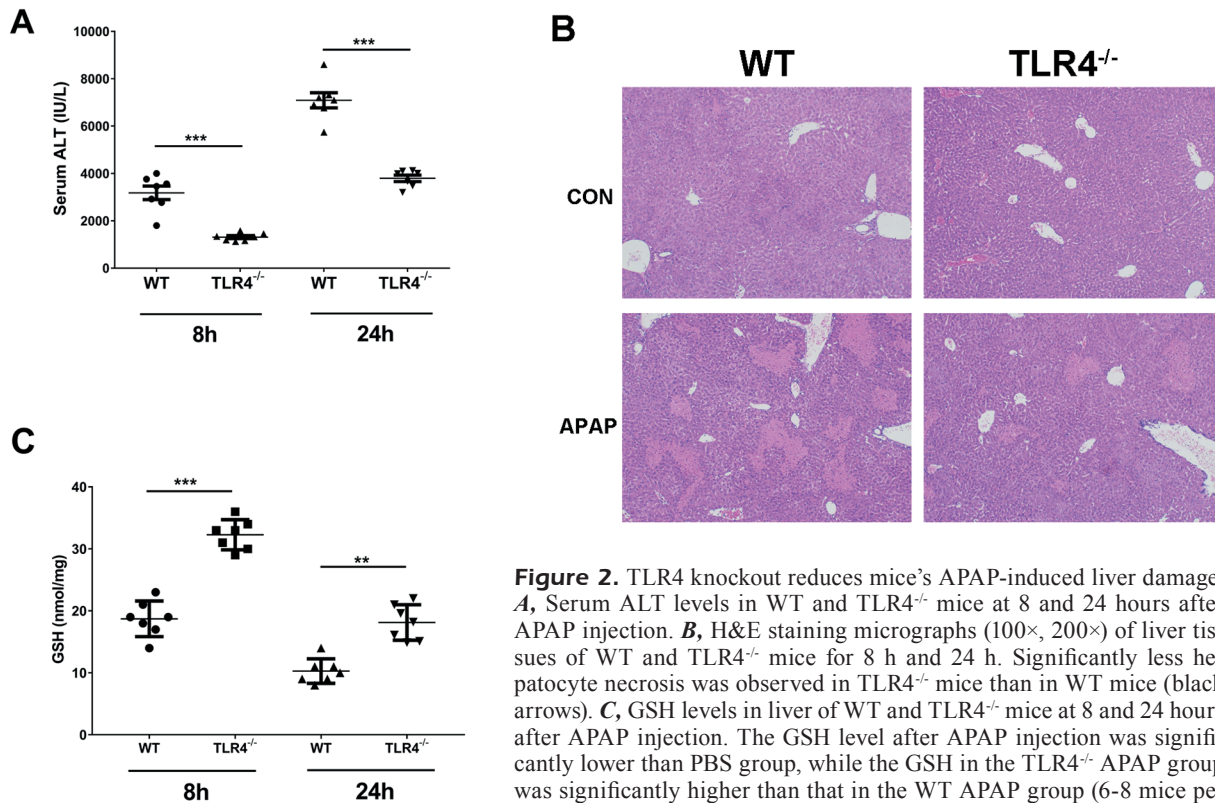 A
10000
8000
6000
4000
2000
0
Serum ALT (IU/L)
***
***
WT
TLR4-/-
WT
TLR4-/-
8h
24h
B
WT
TLR4-/-
CON
APAP
C
40
30
20
10
0
GSH (nmol/mg)
***
**
WT
TLR4-/-
WT
TLR4-/-
8h
24h
Figure 2. TLR4 knockout reduces mice's APAP-induced liver damage
A, Serum ALT levels in WT and TLR4-/- mice at 8 and 24 hours after
APAP injection. B, H&E staining micrographs (100×, 200×) of liver tis-
sues of WT and TLR4-/- mice for 8 h and 24 h. Significantly less he-
patocyte necrosis was observed in TLR4-/- mice than in WT mice (black
arrows). C, GSH levels in liver of WT and TLR4-/- mice at 8 and 24 hour
after APAP injection. The GSH level after APAP injection was signifi-
cantly lower than PBS group, while the GSH in the TLR4-/- APAP group
was significantly higher than that in the WT APAP group (6-8 mice pe